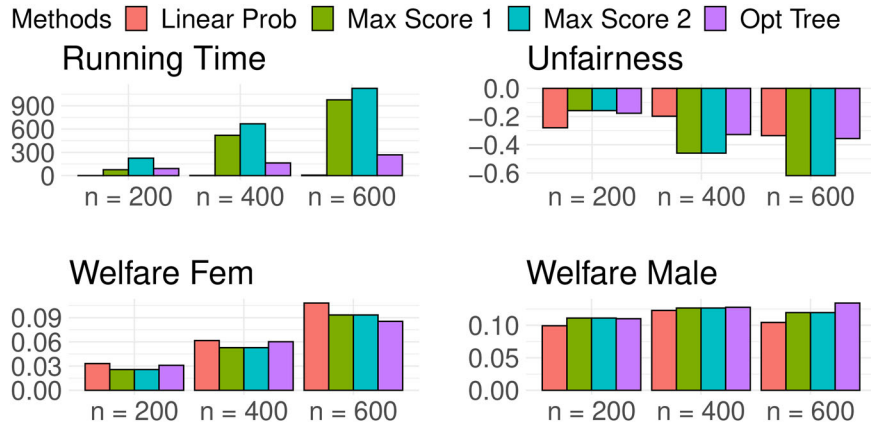 Methods Linear Prob Max Score 1 Max Score 2 Opt Tree
Running Time
900
600
300
0
n = 200 n = 400 n = 600
Unfairness
0.0
−0.2
−0.4
−0.6
n = 200 n = 400 n = 600
Welfare Fem
0.09
0.06
0.03
0.00
n = 200 n = 400 n = 600
Welfare Male
0.10
0.05
0.00
n = 200 n = 400 n = 600